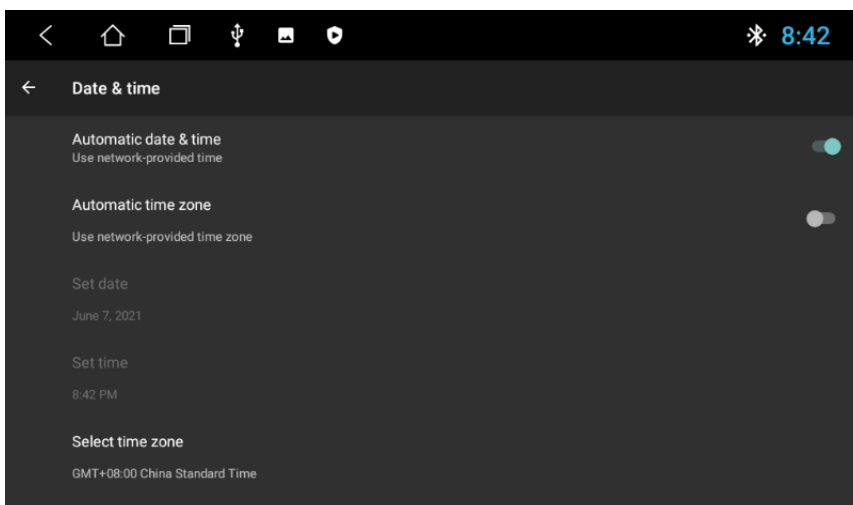 8:42
Date & time
Automatic date & time
Use network-provided time
Automatic time zone
Use network-provided time zone
Set date
June 7, 2021
Set time
8:42 PM
Select time zone
GMT+08:00 China Standard Time